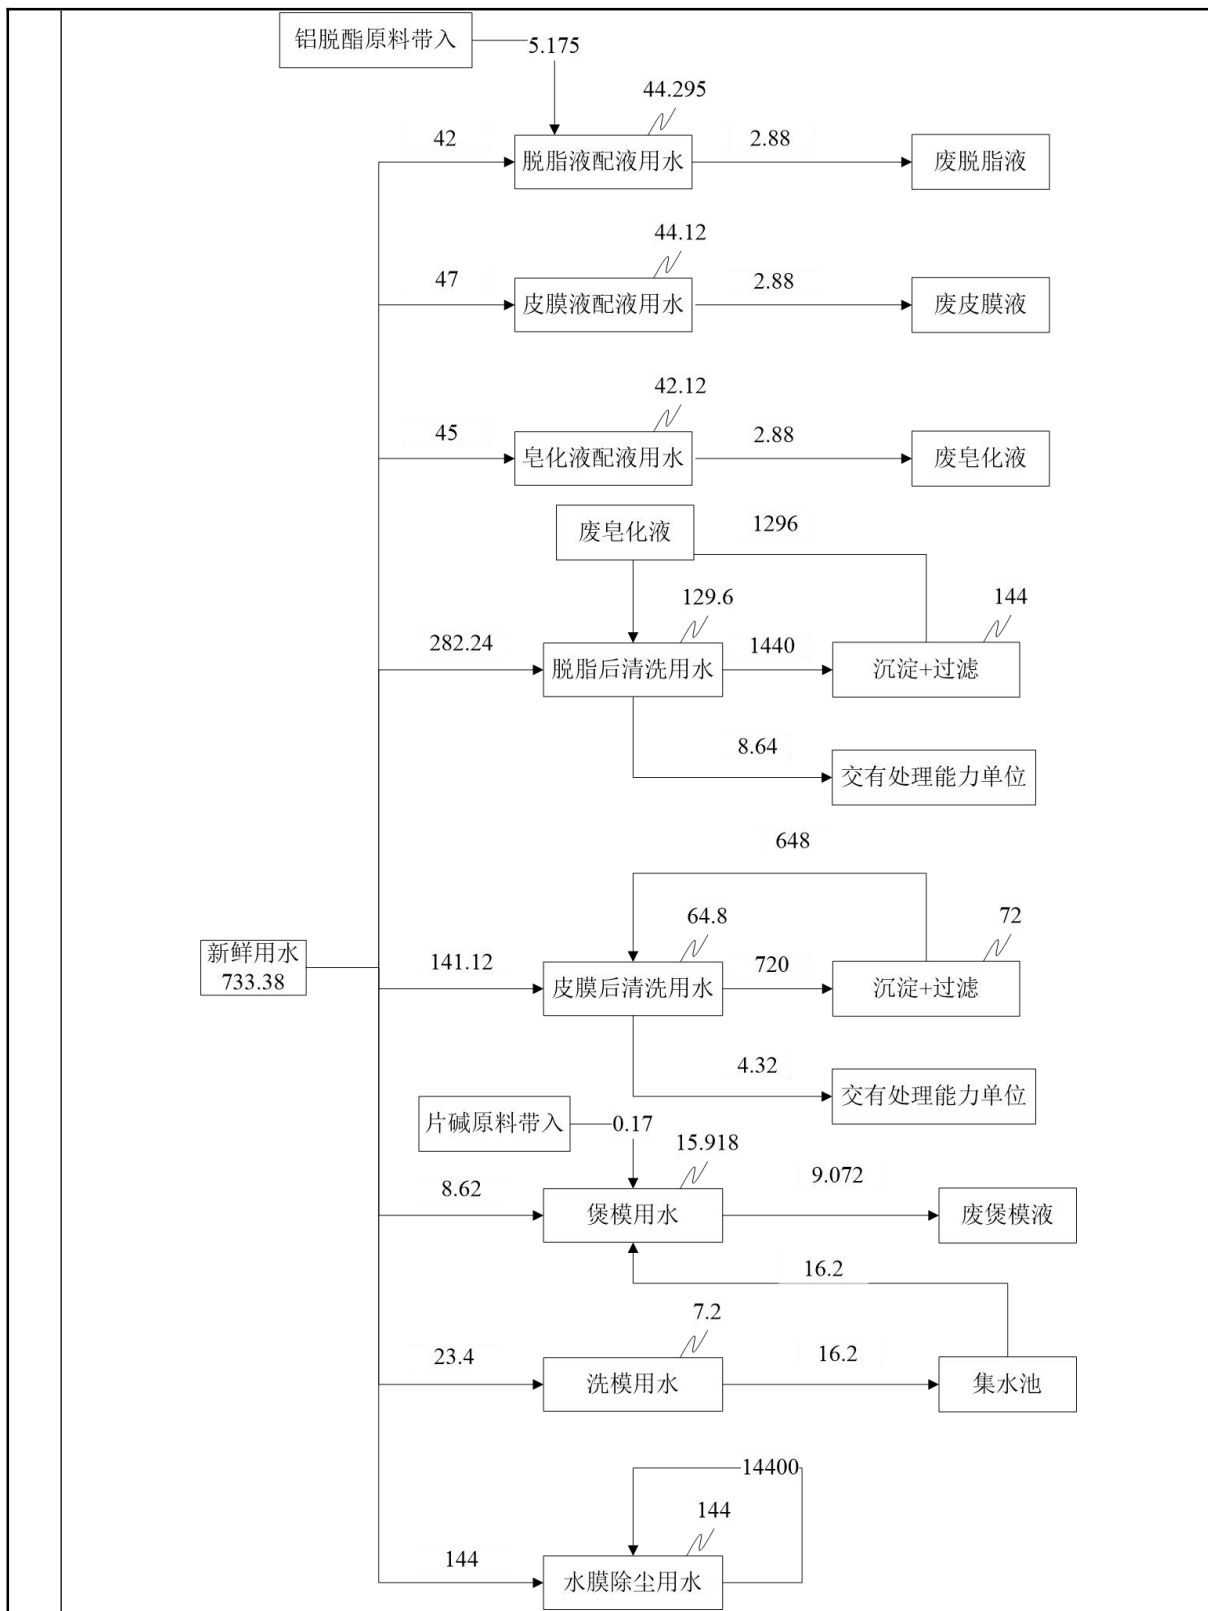 铝脱酯原料带入
5.175
44.295
42
脱脂液配液用水
2.88
废脱脂液
44.12
47
皮膜液配液用水
2.88
废皮膜液
42.12
45
皂化液配液用水
2.88
废皂化液
废皂化液
1296
129.6
144
282.24
脱脂后清洗用水
1440
沉淀+过滤
8.64
交有处理能力单位
648
64.8
72
新鲜用水
733.38
141.12
皮膜后清洗用水
720
沉淀+过滤
4.32
交有处理能力单位
片碱原料带入
0.17
15.918
8.62
煲模用水
9.072
废煲模液
16.2
7.2
23.4
洗模用水
16.2
集水池
14400
144
144
水膜除尘用水